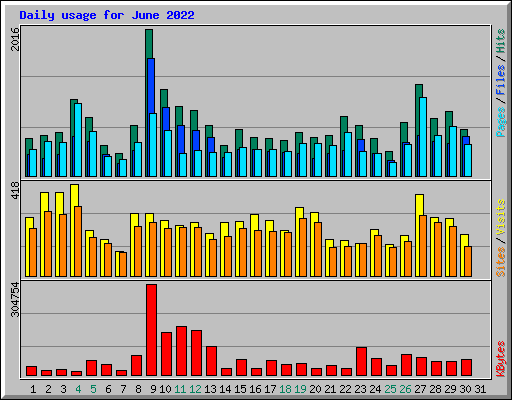 Daily usage for June 2022
2016
418
304754
Pages / Files / Hits
Sites / Visits
KBytes
1 2 3 4 5 6 7 8 9 10 11 12 13 14 15 16 17 18 19 20 21 22 23 24 25 26 27 28 29 30 31